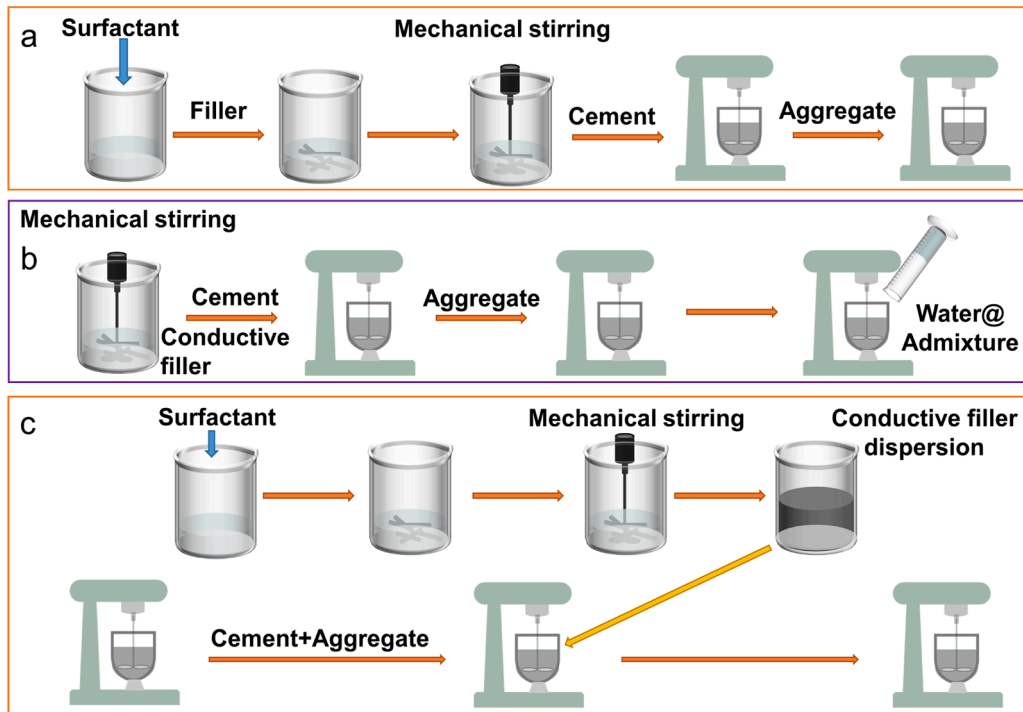 a
Surfactant
Mechanical stirring
Filler
Cement
Aggregate
Mechanical stirring
b
Cement
Conductive
filler
Aggregate
Water@
Admixture
c
Surfactant
Mechanical stirring
Conductive filler
dispersion
Cement+Aggregate